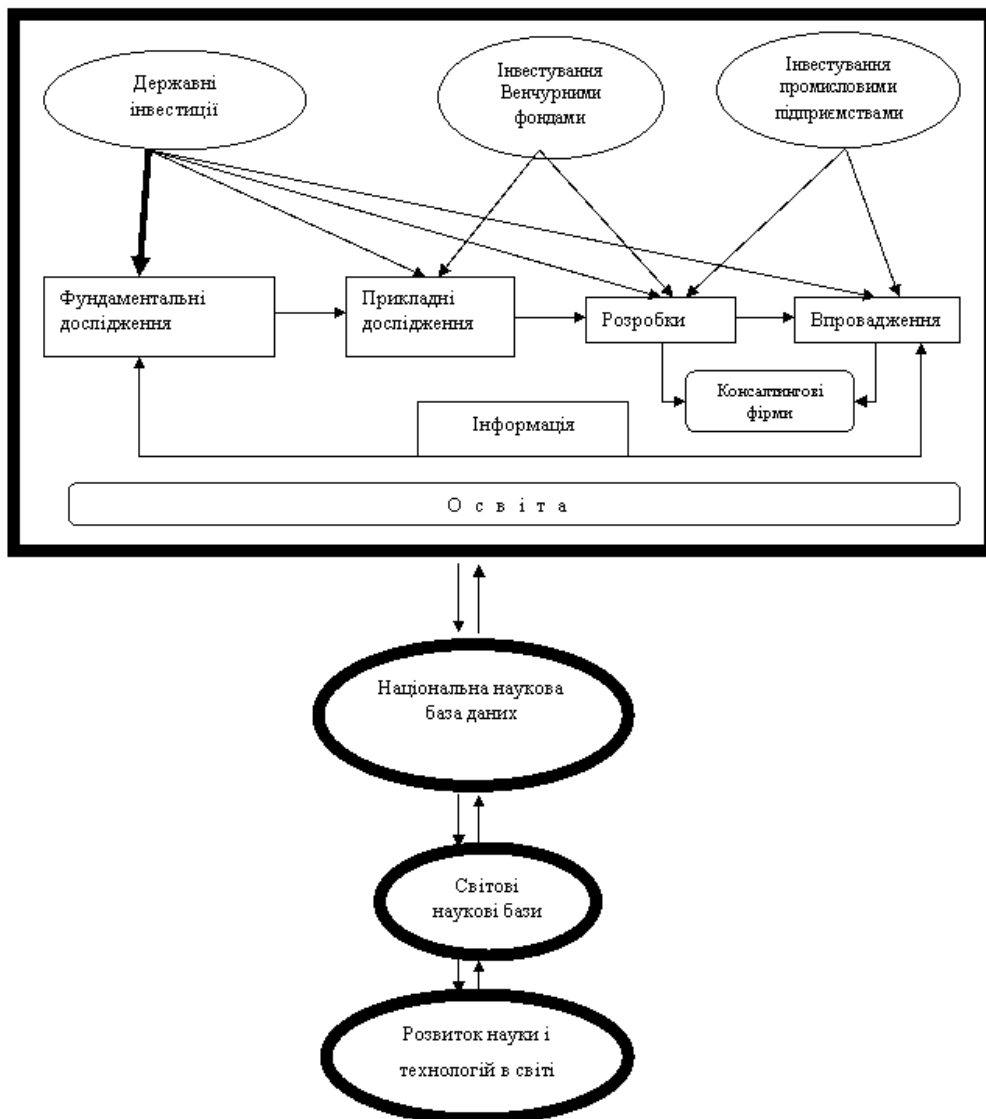 Державні
інвестиції
Інвестування
Венчурними
фондами
Інвестування
промисловими
підприємствами
Фундаментальні
дослідження
Прикладні
дослідження
Розробки
Впровадження
Консалтингові
фірми
Інформація
О с в і т а
Національна наукова
база даних
Світові
наукові бази
Розвиток науки і
технологій в світі